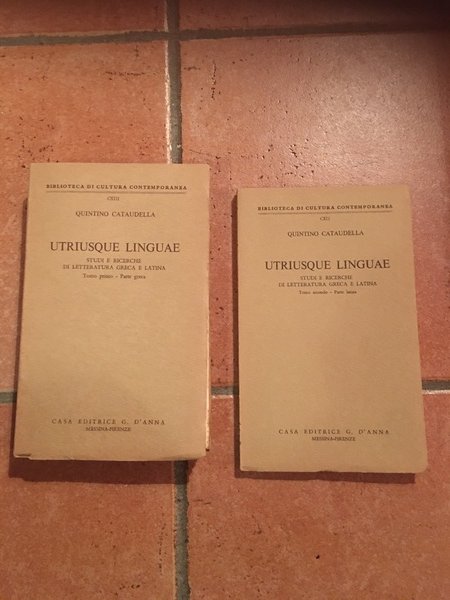 BIBLIOTECA DI CULTURA CONTEMPORANEA
QUINTINO CATAUDELLA
UTRIUSQUE LINGUAE
STUDI E RICERCHE
DI LETTERATURA GRECA E LATINA
Tomo primo - Parte greca
CASA EDITRICE G. D'ANNA
MESSINA-FIRENZE
BIBLIOTECA DI CULTURA CONTEMPORANEA
QUINTINO CATAUDELLA
UTRIUSQUE LINGUAE
STUDI E RICERCHE
DI LETTERATURA GRECA E LATINA
Tomo secondo - Parte latina
CASA EDITRICE G. D'ANNA
MESSINA-FIRENZE